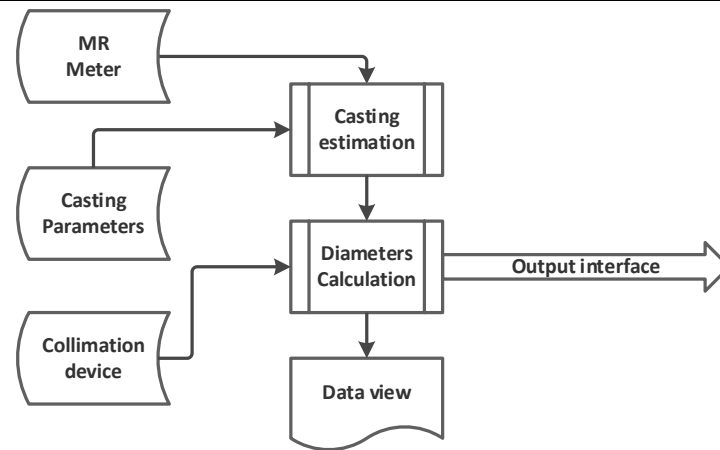 MR
Meter
Casting
estimation
Casting
Parameters
Diameters
Calculation
Output interface
Collimation
device
Data view